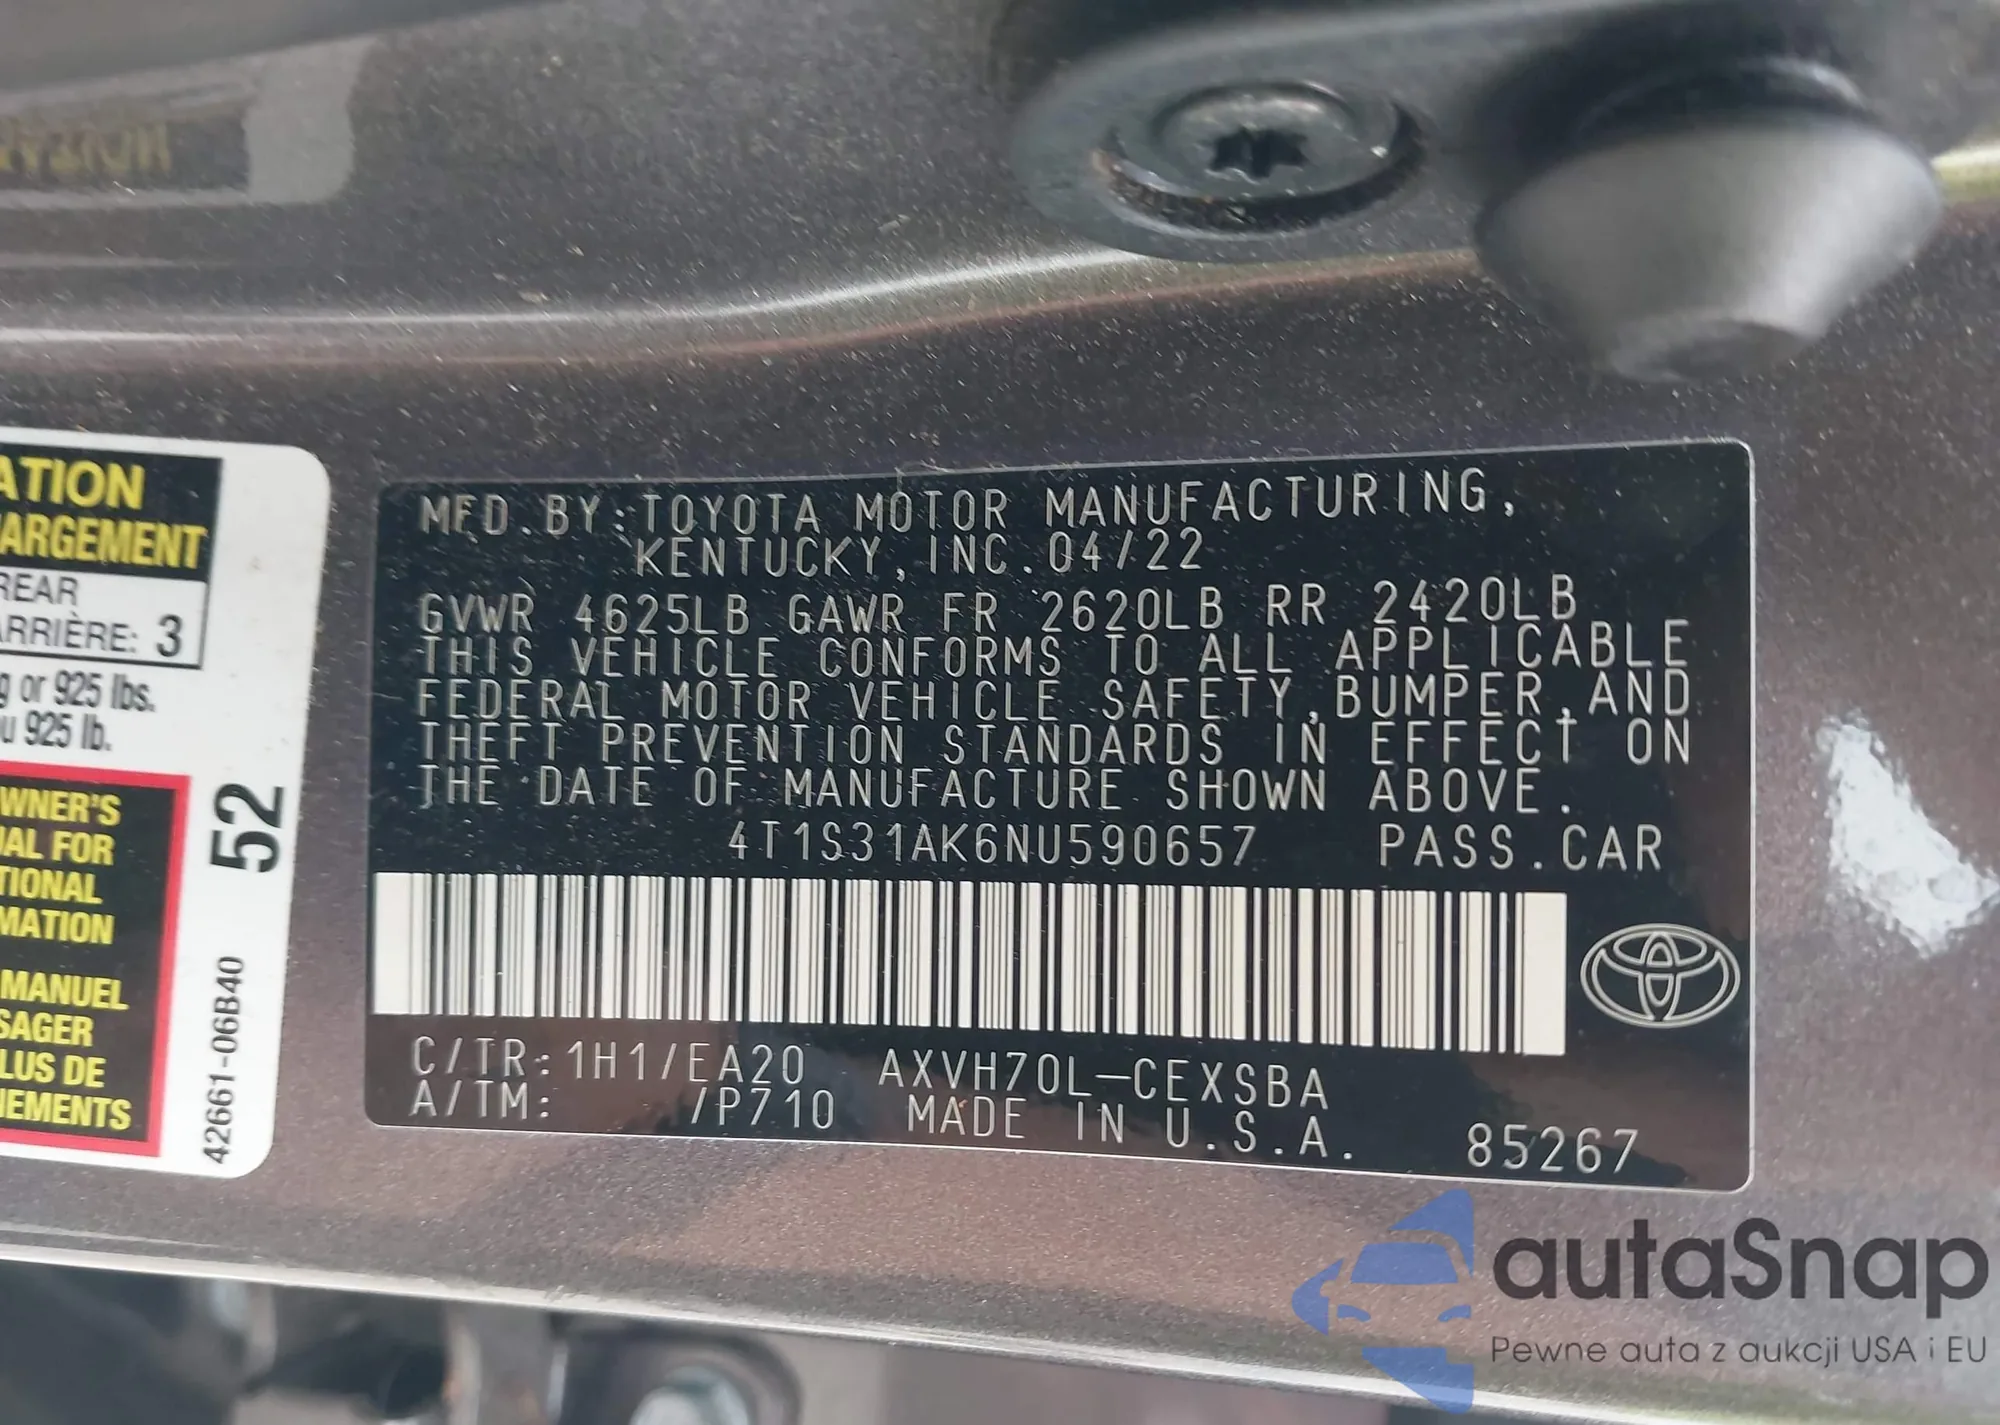 ATION
ARGEMENT
REAR
ARRIÈRE: 3
g or 925 lbs.
u 925 lb.
WNER'S
UAL FOR
TIONAL
MATION
MANUEL
SAGER
LUS DE
NEMENTS
52
42661-06B40
MFD.BY:TOYOTA MOTOR MANUFACTURING,
KENTUCKY,INC.04/22
GVWR 4625LB GAWR FR 2620LB RR 2420LB
THIS VEHICLE CONFORMS TO ALL APPLICABLE
FEDERAL MOTOR VEHICLE SAFETY,BUMPER,AND
THEFT PREVENTION STANDARDS IN EFFECT ON
THE DATE OF MANUFACTURE SHOWN ABOVE.
4T1S31AK6NU590657 PASS.CAR
C/TR:1H1/EA20 AXVH70L-CEXSBA
A/TM: /P710 MADE IN U.S.A. 85267
autaSnap
Pewne auta z aukcji USA i EU